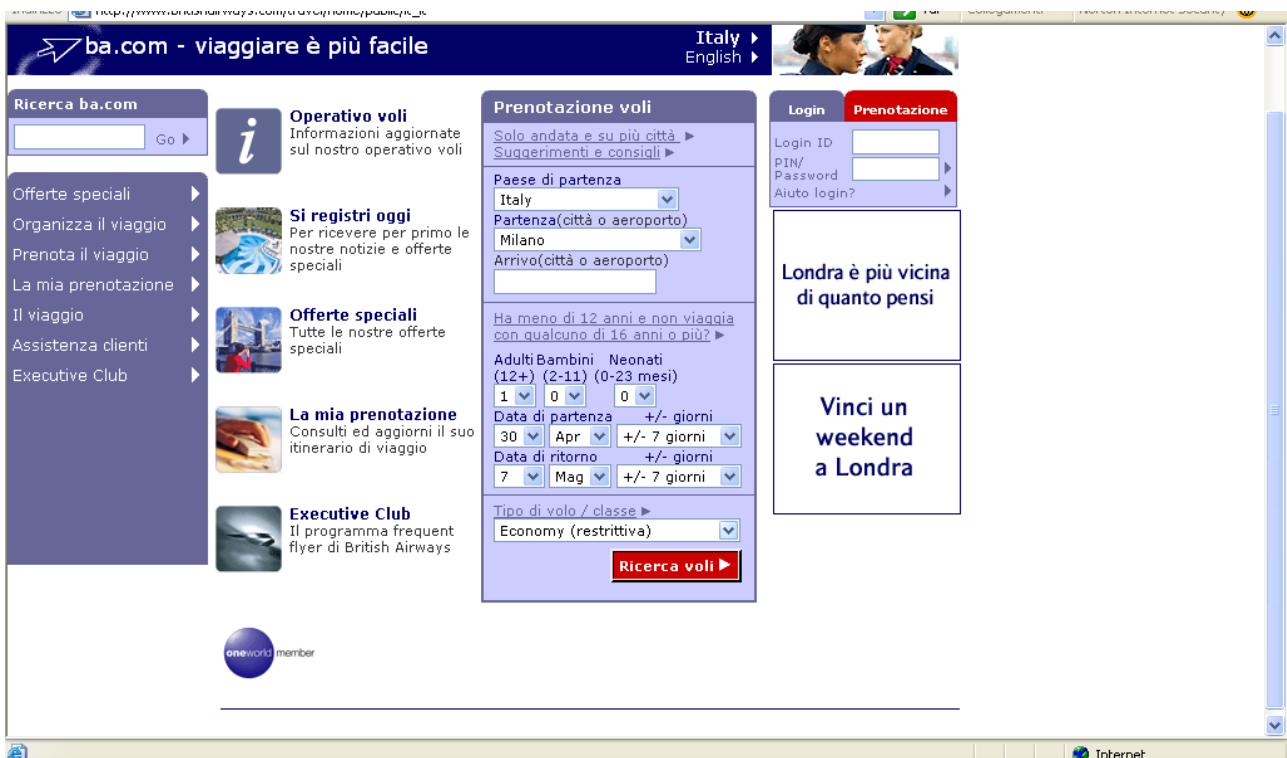 ba.com - viaggiare è più facile
Italy
English
Ricerca ba.com
Go
Offerte speciali
Organizza il viaggio
Prenota il viaggio
La mia prenotazione
Il viaggio
Assistenza clienti
Executive Club
i
Operativo voli
Informazioni aggiornate
sul nostro operativo voli
Si registri oggi
Per ricevere per primo le
nostre notizie e offerte
speciali
Offerte speciali
Tutte le nostre offerte
speciali
La mia prenotazione
Consulti ed aggiorni il suo
itinerario di viaggio
Executive Club
Il programma frequent
flyer di British Airways
Prenotazione voli
Solo andata e su più città
Suggerimenti e consigli
Paese di partenza
Italy
Partenza(città o aeroporto)
Milano
Arrivo(città o aeroporto)
Ha meno di 12 anni e non viaggia
con qualcuno di 16 anni o più?
Adulti Bambini Neonati
(12+) (2-11) (0-23 mesi)
1 0 0
Data di partenza +/- giorni
30 Apr +/- 7 giorni
Data di ritorno +/- giorni
7 Mag +/- 7 giorni
Tipo di volo / classe
Economy (restrittiva)
Ricerca voli
Login Prenotazione
Login ID
PIN/
Password
Aiuto login?
Londra è più vicina
di quanto pensi
Vinci un
weekend
a Londra
oneworld member
Internet